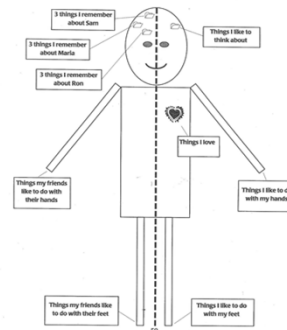 3 things I remember
about Sam
Things I like to
think about
3 things I remember
about Marla
3 things I remember
about Ron
Things I love
Things my friends
like to do with
their hands
Things I like to d
with my hand
Things my friends like
to do with their feet
Things I like to do
with my feet